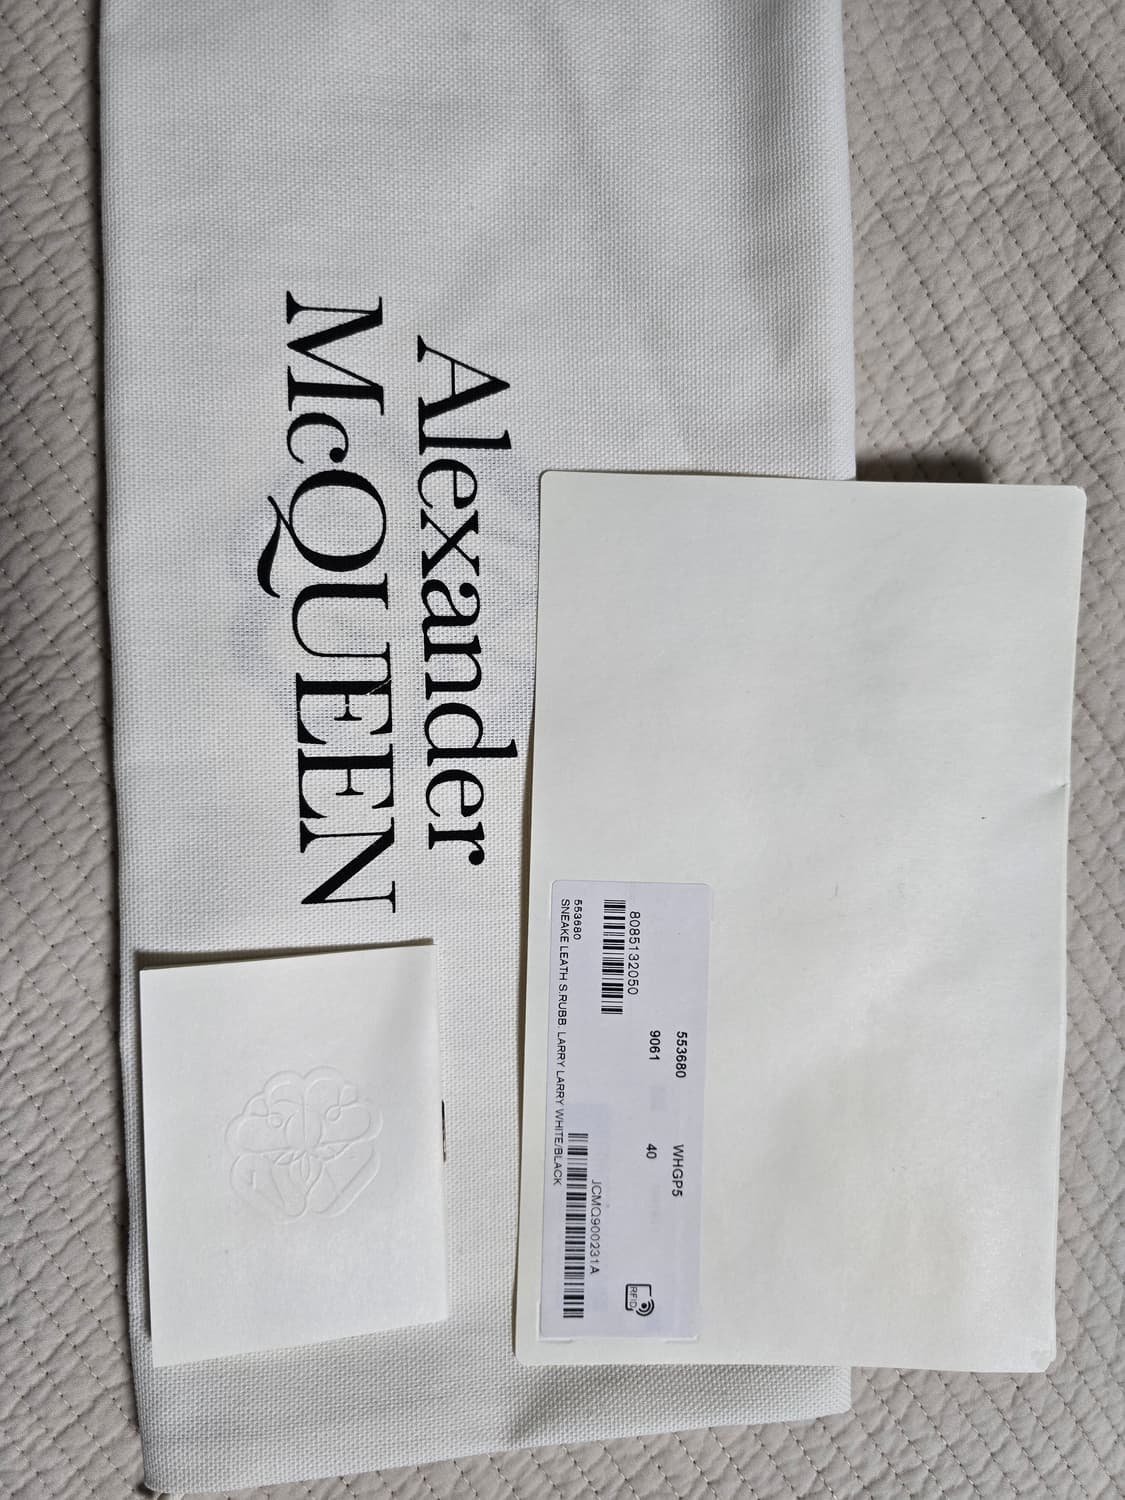 Alexander
McQUEEN
553680 WHGP5
9061 40
8085132050
JCMQ900231A
RFID
553680
SNEAKE LEATH S.RUBB. LARRY LARRY WHITE/BLACK